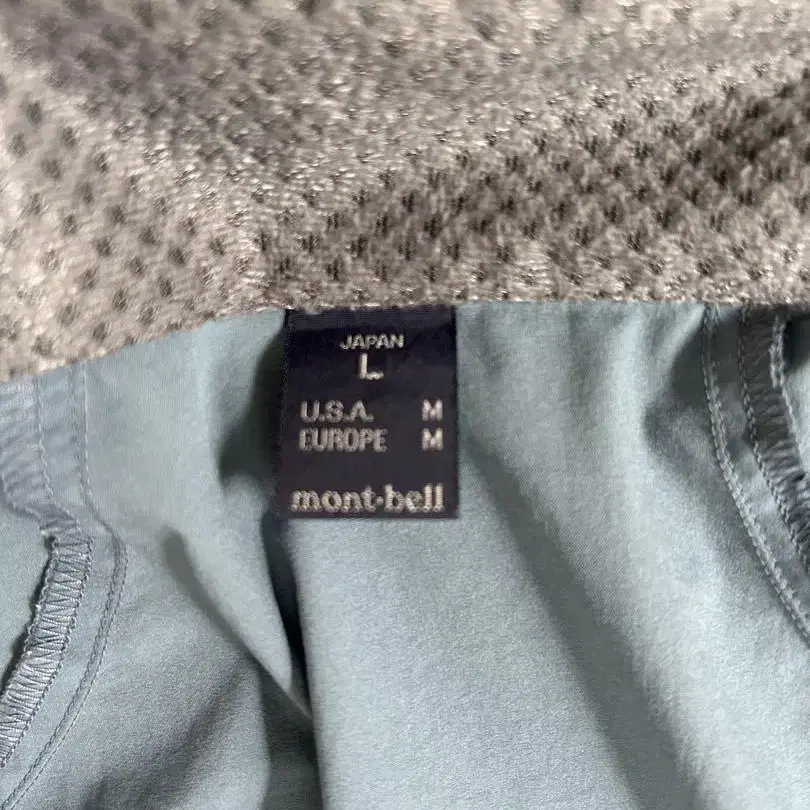 JAPAN
L
U.S.A. M
EUROPE M
mont-bell